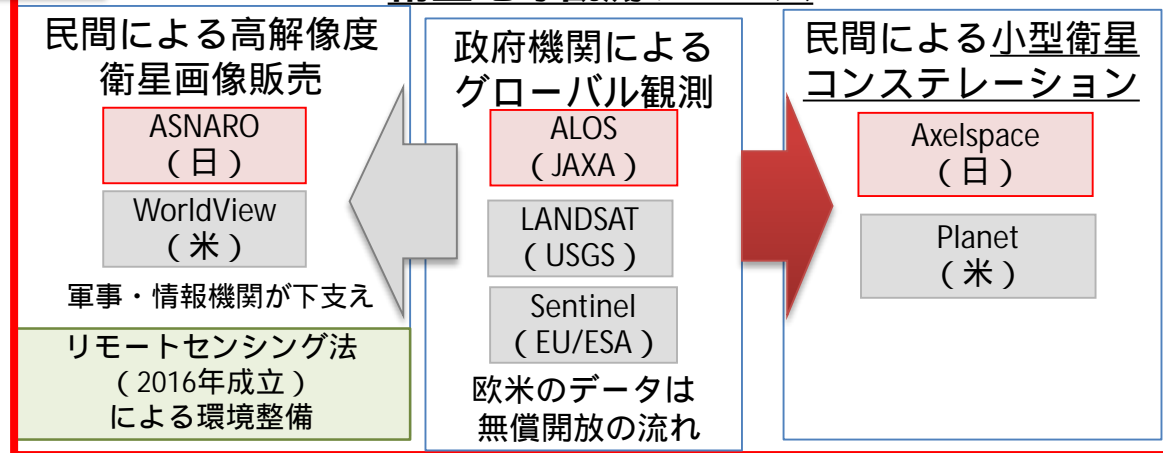 民間による高解像度
衛星画像販売
ASNARO
（日）
WorldView
（米）
軍事・情報機関が下支え
リモートセンシング法
（2016年成立）
による環境整備
政府機関による
グローバル観測
ALOS
（JAXA）
LANDSAT
（USGS）
Sentinel
（EU/ESA）
欧米のデータは
無償開放の流れ
民間による小型衛星
コンステレーション
Axelspace
（日）
Planet
（米）